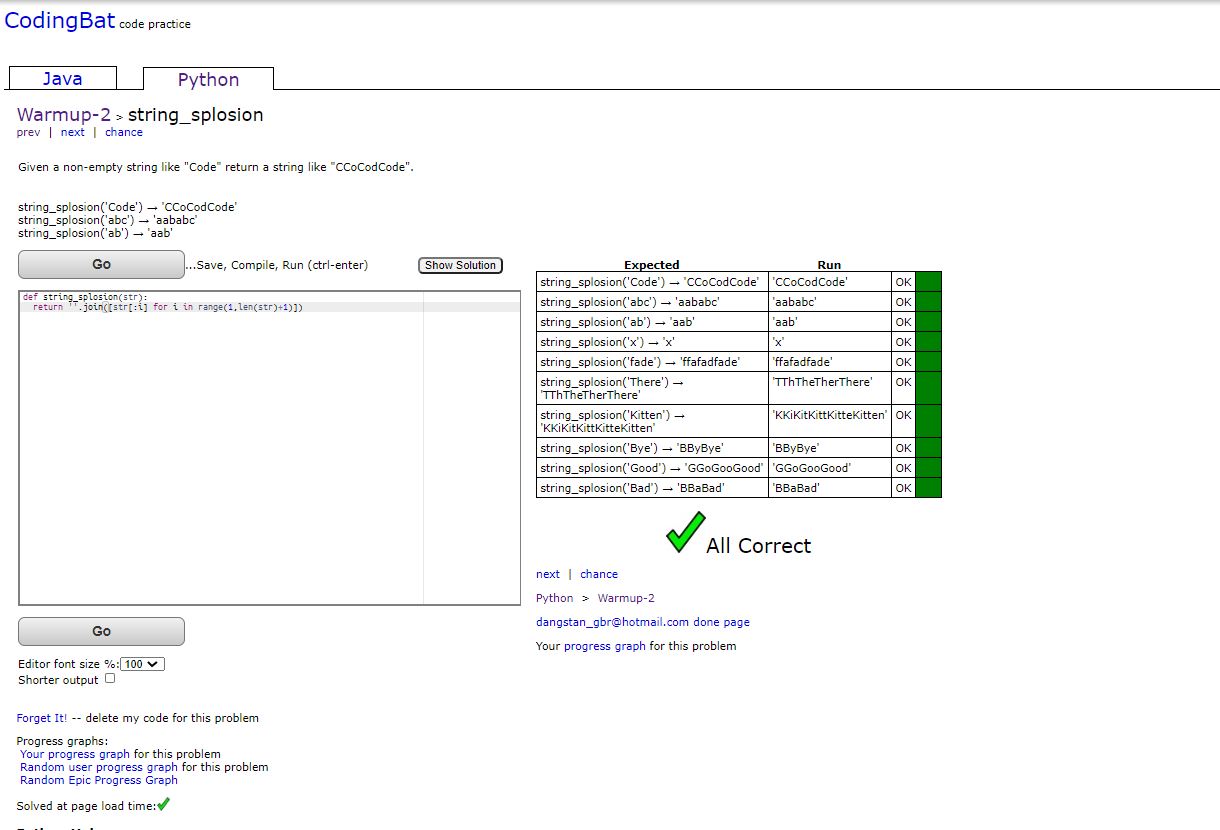 CodingBat code practice
Java
Python
Warmup-2 > string_splosion
prev | next | chance
Given a non-empty string like "Code" return a string like "CCoCodCode".
string_splosion('Code') → 'CCoCodCode'
string_splosion('abc') → 'aababc'
string_splosion('ab') → 'aab'
Go
...Save, Compile, Run (ctrl-enter)
Show Solution
def string_splosion(str):
  return ''.join([str[:i] for i in range(1,len(str)+1)])
Go
Editor font size %: 100
Shorter output
Forget It! -- delete my code for this problem
Progress graphs:
Your progress graph for this problem
Random user progress graph for this problem
Random Epic Progress Graph
Solved at page load time:
Expected Run
string_splosion('Code') → 'CCoCodCode' 'CCoCodCode' OK
string_splosion('abc') → 'aababc' 'aababc' OK
string_splosion('ab') → 'aab' 'aab' OK
string_splosion('x') → 'x' 'x' OK
string_splosion('fade') → 'ffafadfade' 'ffafadfade' OK
string_splosion('There') → 'TThTheTherThere' OK
'TThTheTherThere'
string_splosion('Kitten') → 'KKiKitKittKitteKitten' OK
'KKiKitKittKitteKitten'
string_splosion('Bye') → 'BByBye' 'BByBye' OK
string_splosion('Good') → 'GGoGooGood' 'GGoGooGood' OK
string_splosion('Bad') → 'BBaBad' 'BBaBad' OK
All Correct
next | chance
Python > Warmup-2
dangstan_gbr@hotmail.com done page
Your progress graph for this problem